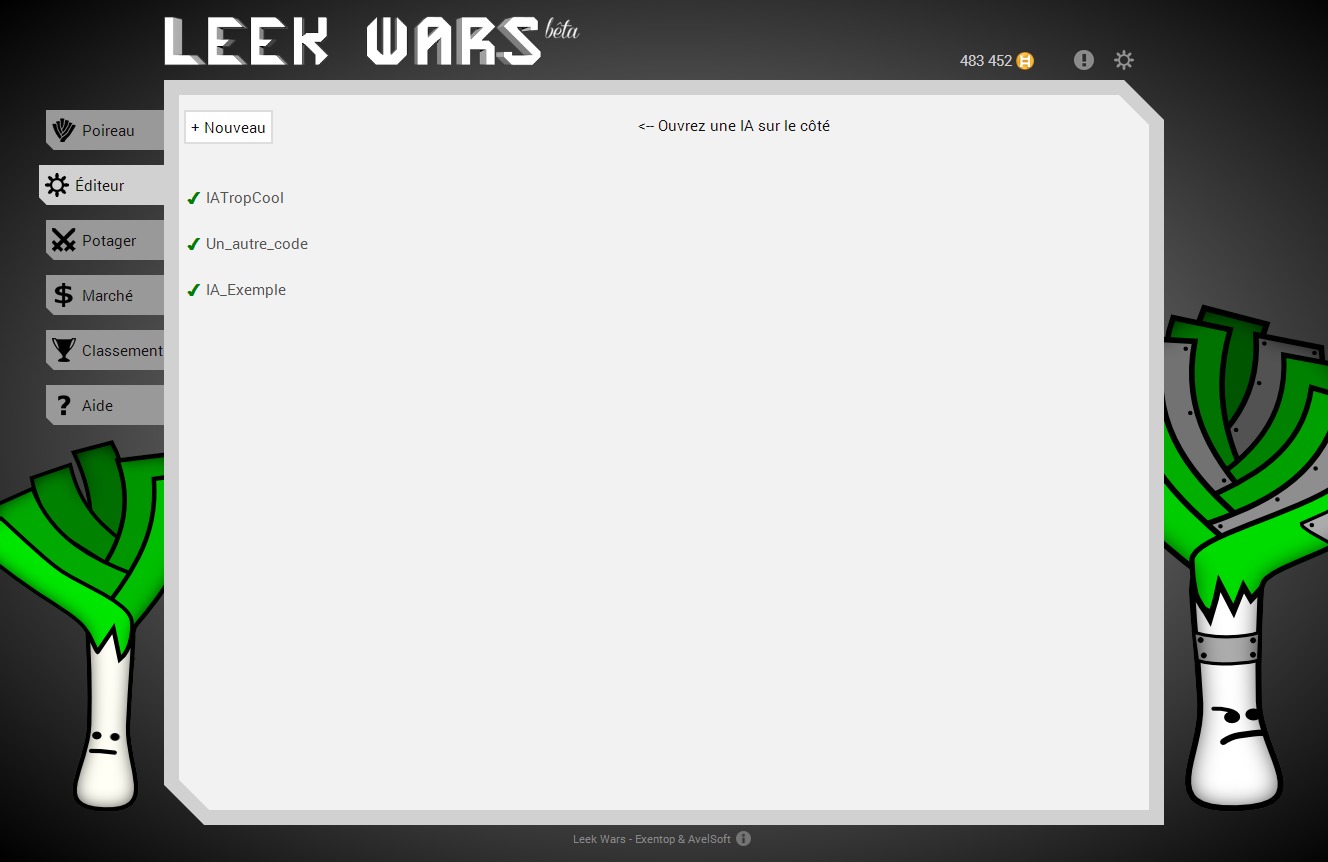 LEEK WARS bêta
483 452
Poireau
Éditeur
Potager
Marché
Classement
Aide
+ Nouveau
<-- Ouvrez une IA sur le côté
IATropCool
Un_autre_code
IA_Exemple
Leek Wars - Exentop & AvelSoft